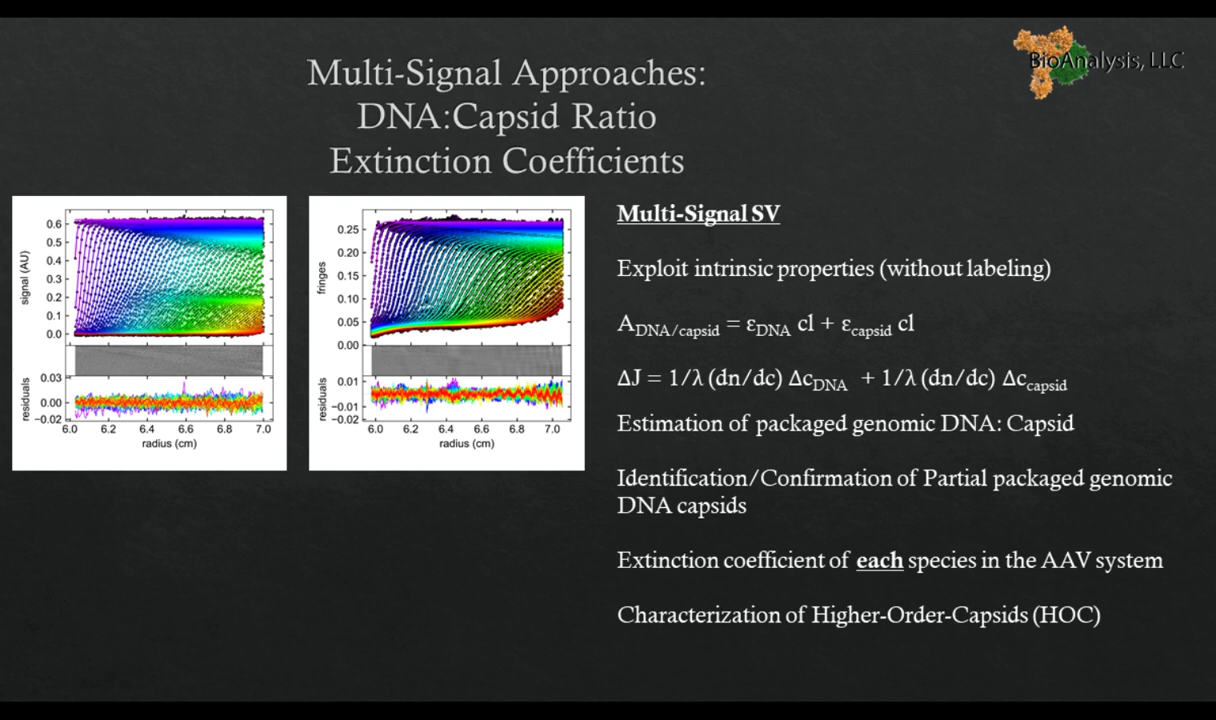 BioAnalysis, LLC
Multi-Signal Approaches:
DNA:Capsid Ratio
Extinction Coefficients
signal (AU)
0.6
0.5
0.4
0.3
0.2
0.1
0.0
residuals
0.03
0.00
−0.02
6.0 6.2 6.4 6.6 6.8 7.0
radius (cm)
fringes
0.25
0.20
0.15
0.10
0.05
0.00
residuals
0.01
−0.01
−0.02
6.0 6.2 6.4 6.6 6.8 7.0
radius (cm)
Multi-Signal SV
Exploit intrinsic properties (without labeling)
A_DNA/capsid = ε_DNA cl + ε_capsid cl
ΔJ = 1/λ (dn/dc) Δc_DNA + 1/λ (dn/dc) Δc_capsid
Estimation of packaged genomic DNA: Capsid
Identification/Confirmation of Partial packaged genomic
DNA capsids
Extinction coefficient of each species in the AAV system
Characterization of Higher-Order-Capsids (HOC)